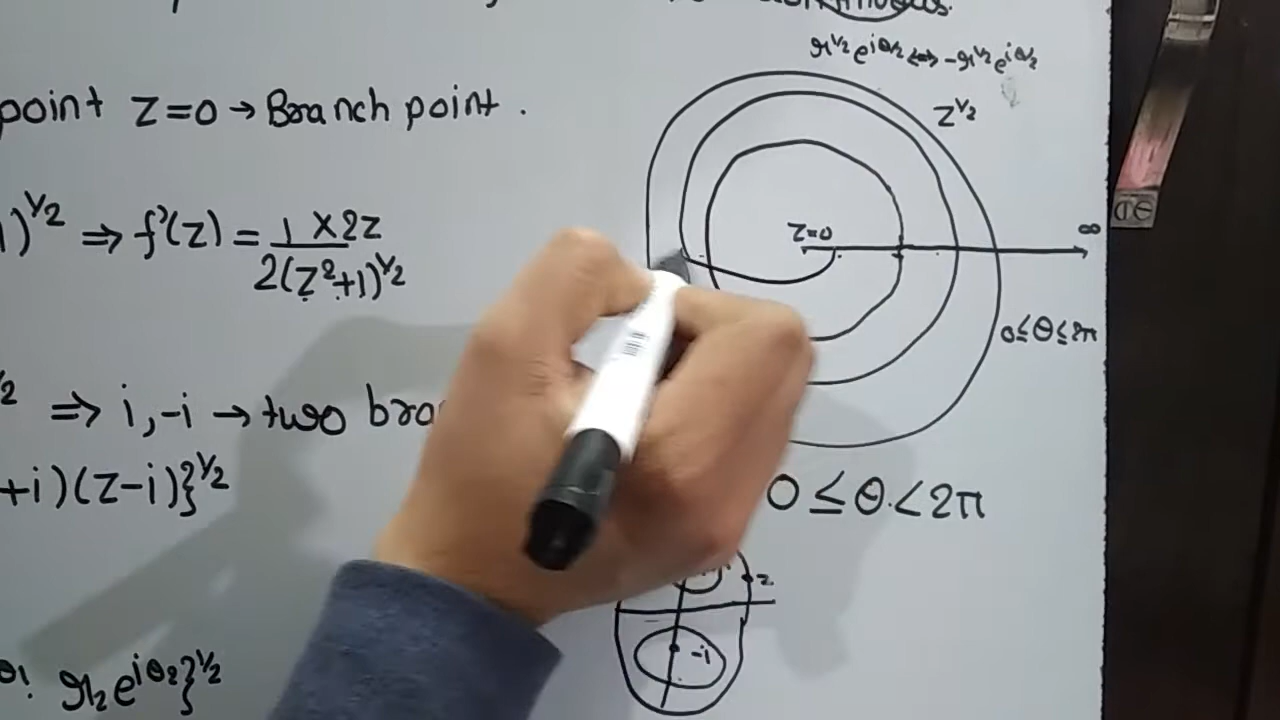 r^{1/2} e^{iθ/2} ⇔ -r^{1/2} e^{iθ/2}
point z=0 → Branch point.
z^{1/2}
z=0
∞
)^{1/2} ⇒ f'(z) = \frac{1 × 2z}{2(z²+1)^{1/2}}
0≤θ≤2π
⇒ i, -i → two
+i)(z-i)}^{1/2}
0 ≤ θ < 2π
z
-i
r₂e^{iθ₂}}^{1/2}